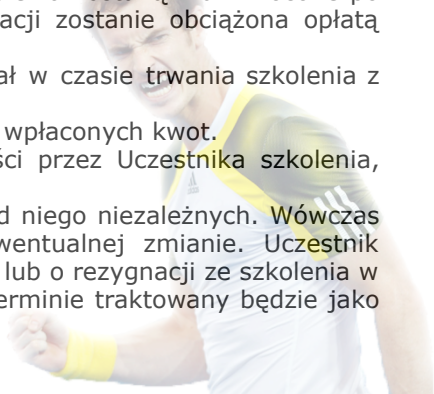 acji zostanie obciążona opłatą
ał w czasie trwania szkolenia z
wpłaconych kwot.
ści przez Uczestnika szkolenia,
d niego niezależnych. Wówczas
wentualnej zmianie. Uczestnik
lub o rezygnacji ze szkolenia w
erminie traktowany będzie jako